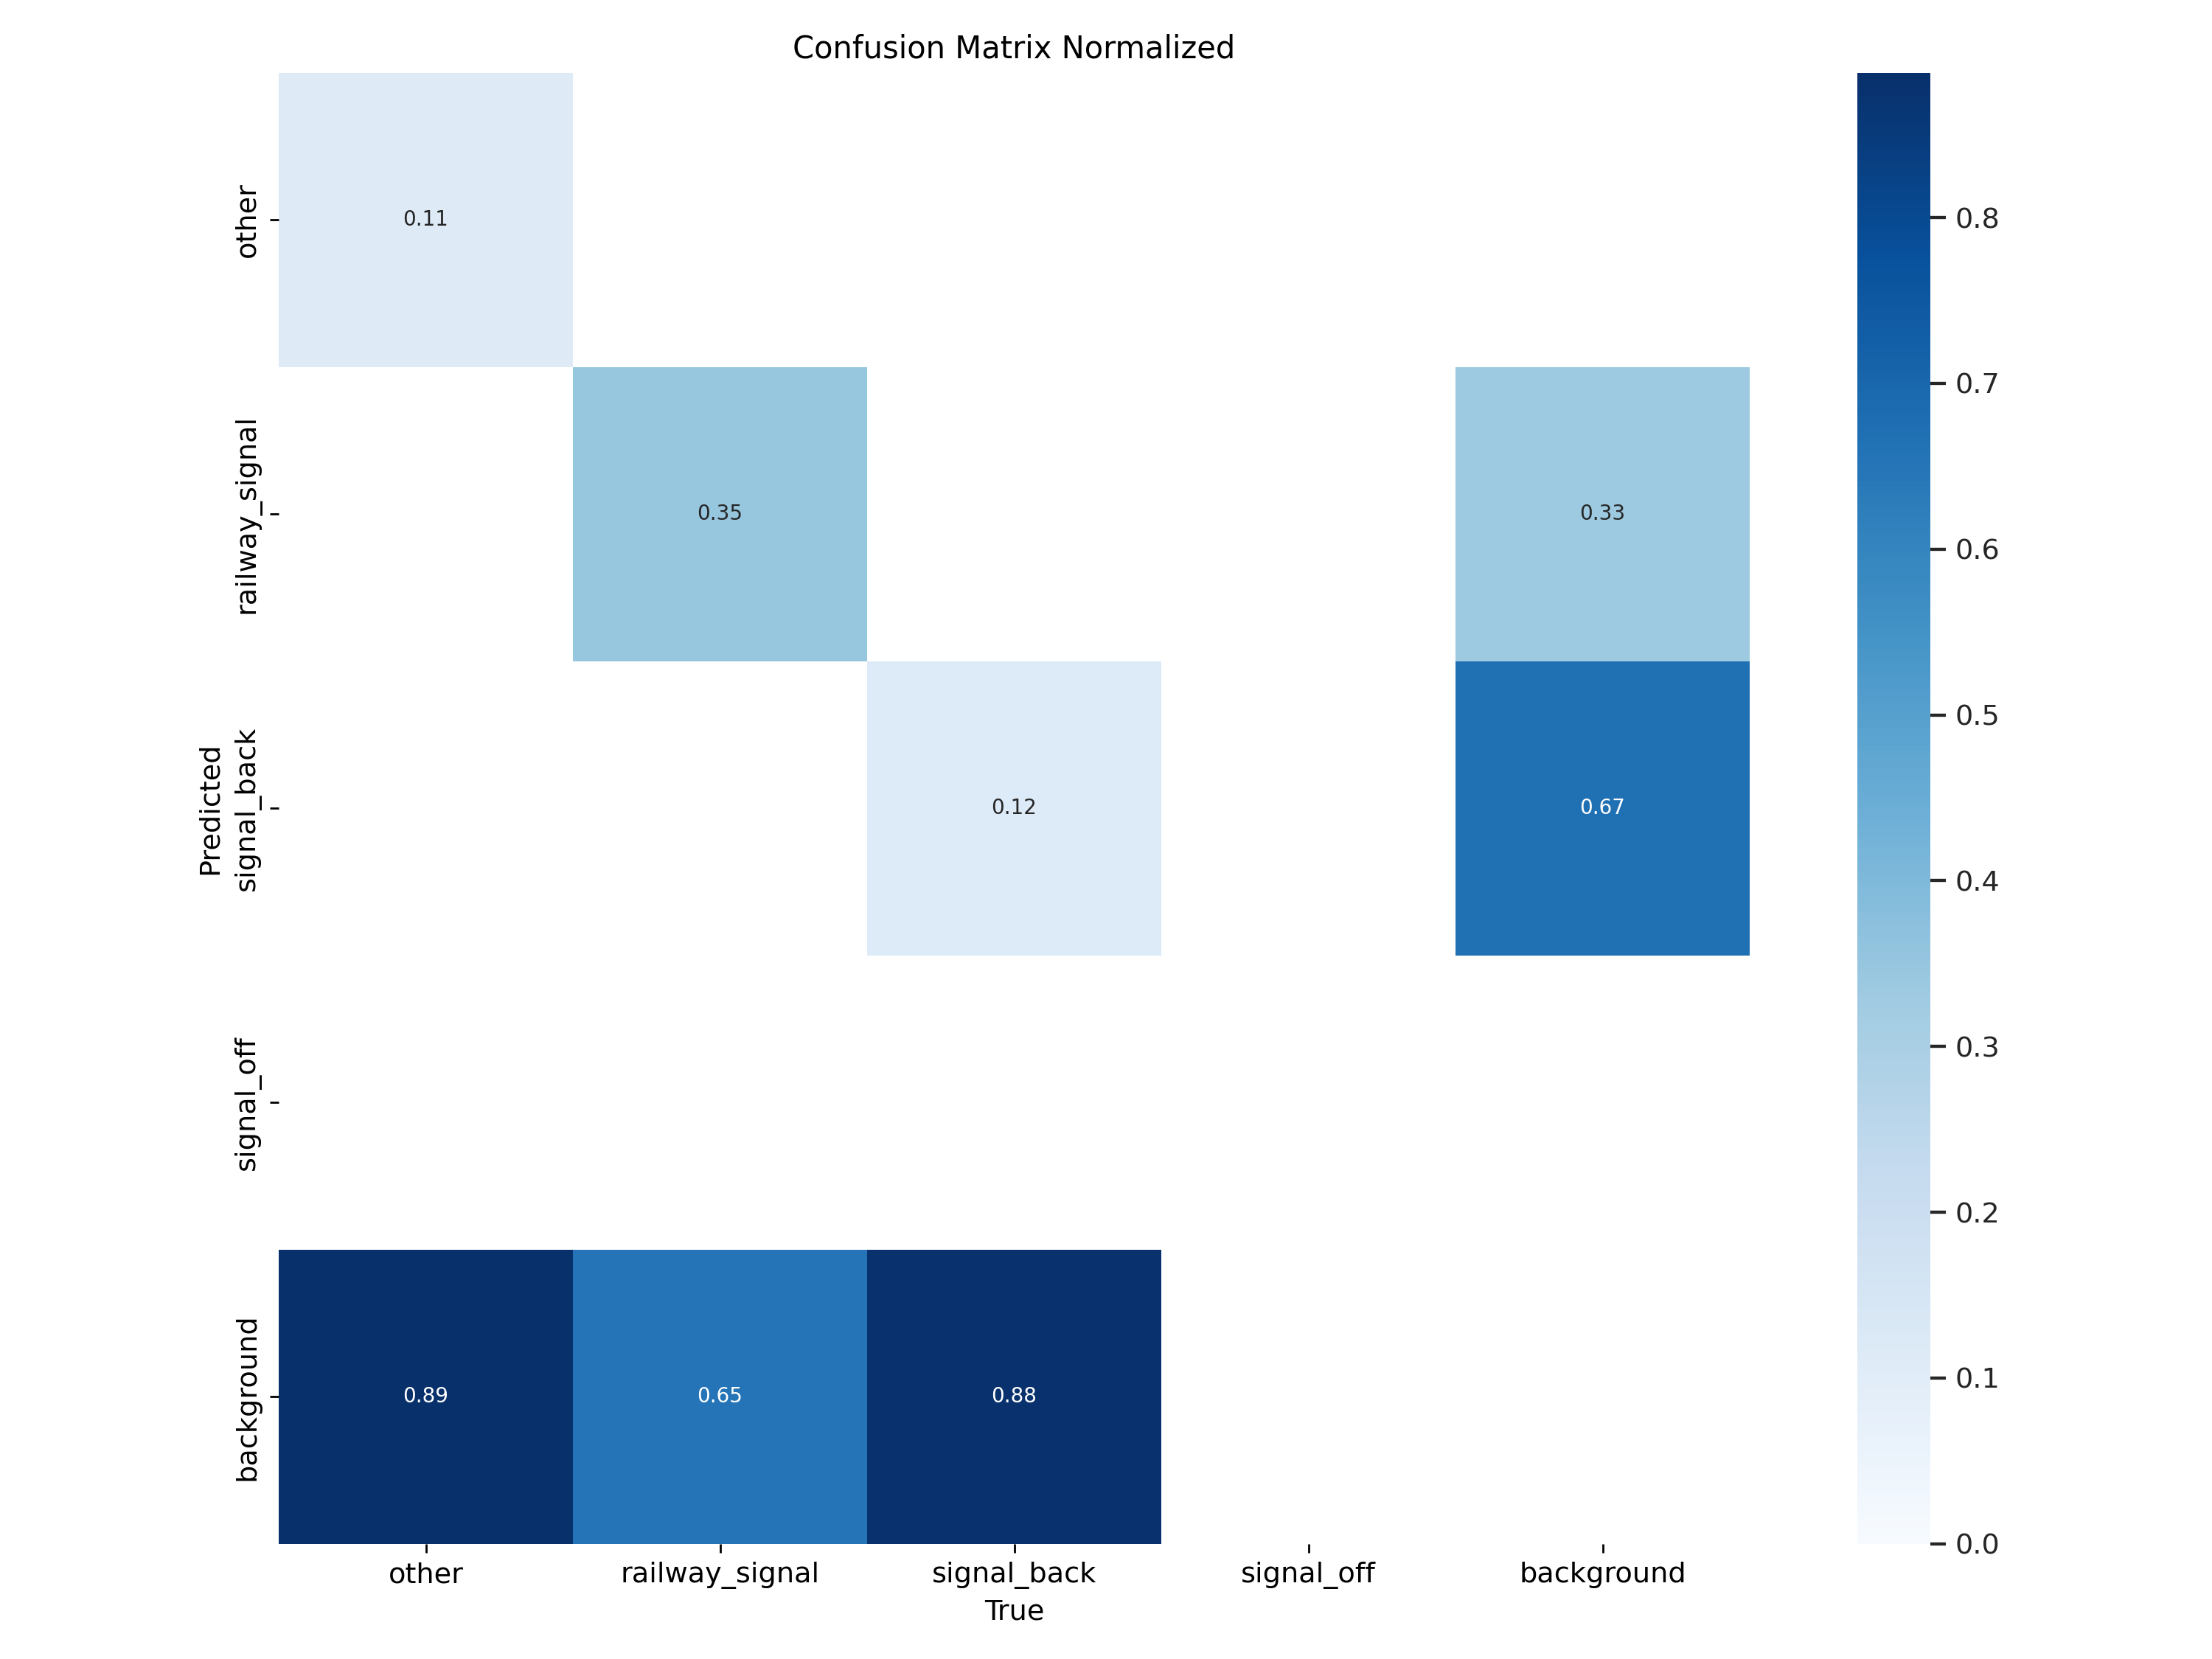 Confusion Matrix Normalized
other
railway_signal
signal_back
signal_off
background
Predicted
0.11
0.35
0.33
0.12
0.67
0.89
0.65
0.88
other
railway_signal
signal_back
signal_off
background
True
0.8
0.7
0.6
0.5
0.4
0.3
0.2
0.1
0.0